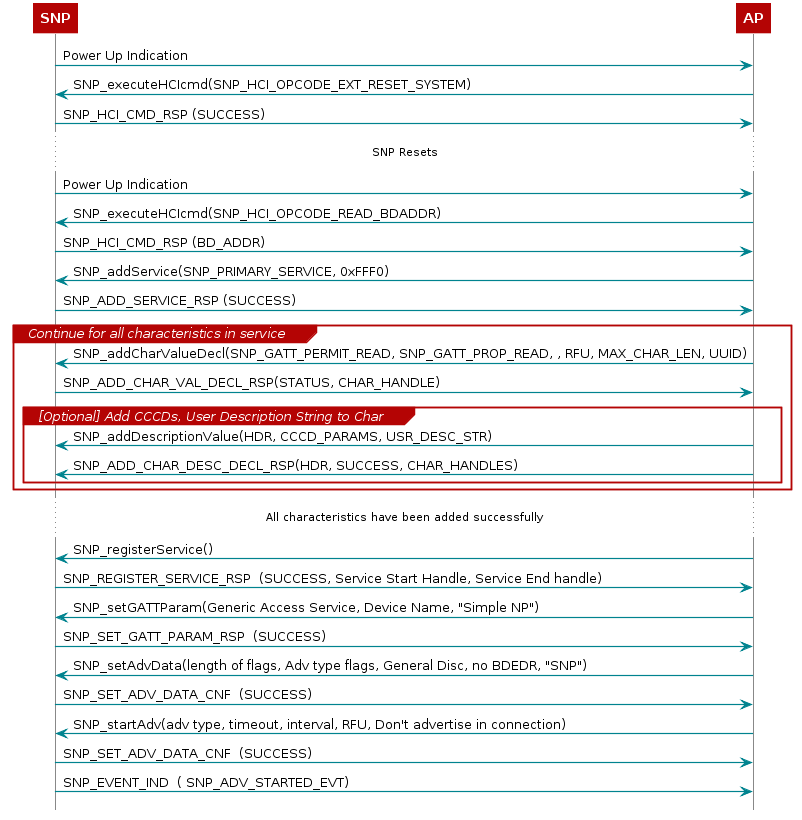 SNP AP
Power Up Indication
SNP_executeHCIcmd(SNP_HCI_OPCODE_EXT_RESET_SYSTEM)
SNP_HCI_CMD_RSP (SUCCESS)
SNP Resets
Power Up Indication
SNP_executeHCIcmd(SNP_HCI_OPCODE_READ_BDADDR)
SNP_HCI_CMD_RSP (BD_ADDR)
SNP_addService(SNP_PRIMARY_SERVICE, 0xFFF0)
SNP_ADD_SERVICE_RSP (SUCCESS)
Continue for all characteristics in service
SNP_addCharValueDecl(SNP_GATT_PERMIT_READ, SNP_GATT_PROP_READ, , RFU, MAX_CHAR_LEN, UUID)
SNP_ADD_CHAR_VAL_DECL_RSP(STATUS, CHAR_HANDLE)
[Optional] Add CCCDs, User Description String to Char
SNP_addDescriptionValue(HDR, CCCD_PARAMS, USR_DESC_STR)
SNP_ADD_CHAR_DESC_DECL_RSP(HDR, SUCCESS, CHAR_HANDLES)
All characteristics have been added successfully
SNP_registerService()
SNP_REGISTER_SERVICE_RSP  (SUCCESS, Service Start Handle, Service End handle)
SNP_setGATTParam(Generic Access Service, Device Name, "Simple NP")
SNP_SET_GATT_PARAM_RSP  (SUCCESS)
SNP_setAdvData(length of flags, Adv type flags, General Disc, no BDEDR, "SNP")
SNP_SET_ADV_DATA_CNF  (SUCCESS)
SNP_startAdv(adv type, timeout, interval, RFU, Don't advertise in connection)
SNP_SET_ADV_DATA_CNF  (SUCCESS)
SNP_EVENT_IND  ( SNP_ADV_STARTED_EVT)